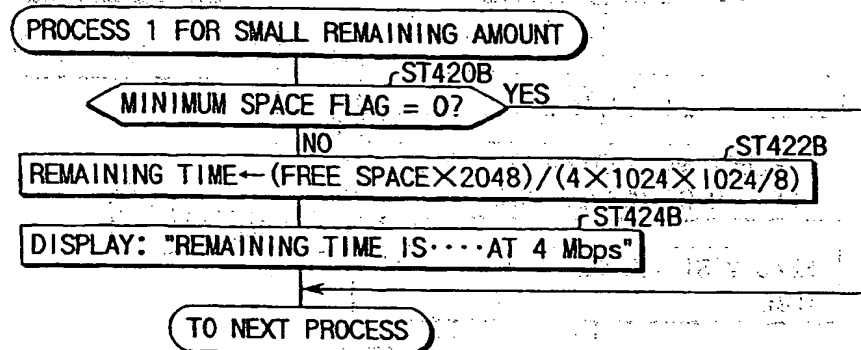 PROCESS 1 FOR SMALL REMAINING AMOUNT
ST420B
MINIMUM SPACE FLAG = 0?
YES
NO
ST422B
REMAINING TIME←(FREE SPACE×2048)/(4×1024×1024/8)
ST424B
DISPLAY: "REMAINING TIME IS····AT 4 Mbps"
TO NEXT PROCESS